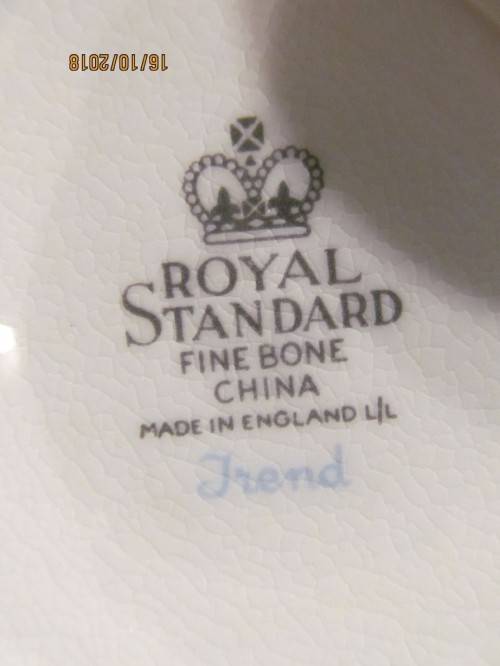 16/10/2018
ROYAL
STANDARD
FINE BONE
CHINA
MADE IN ENGLAND L/L
Trend